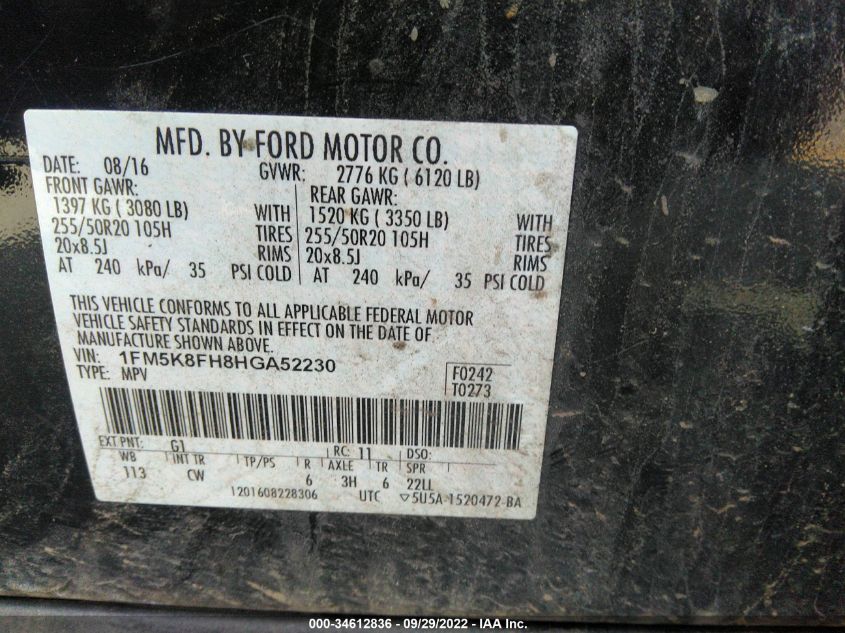 MFD. BY FORD MOTOR CO.
DATE: 08/16 GVWR: 2776 KG ( 6120 LB)
FRONT GAWR: REAR GAWR:
1397 KG ( 3080 LB) WITH 1520 KG ( 3350 LB) WITH
255/50R20 105H TIRES 255/50R20 105H TIRES
20x8.5J RIMS 20x8.5J RIMS
AT 240 kPa/ 35 PSI COLD AT 240 kPa/ 35 PSI COLD
THIS VEHICLE CONFORMS TO ALL APPLICABLE FEDERAL MOTOR
VEHICLE SAFETY STANDARDS IN EFFECT ON THE DATE OF
MANUFACTURE SHOWN ABOVE.
VIN: 1FM5K8FH8HGA52230
TYPE: MPV
F0242
T0273
EXT PNT: G1 RC: 11 DSO:
WB INT TR TP/PS R AXLE TR SPR
113 CW 6 3H 6 22LL
1201608228306 UTC ▽5U5A-1520472-BA
000-34612836 - 09/29/2022 - IAA Inc.